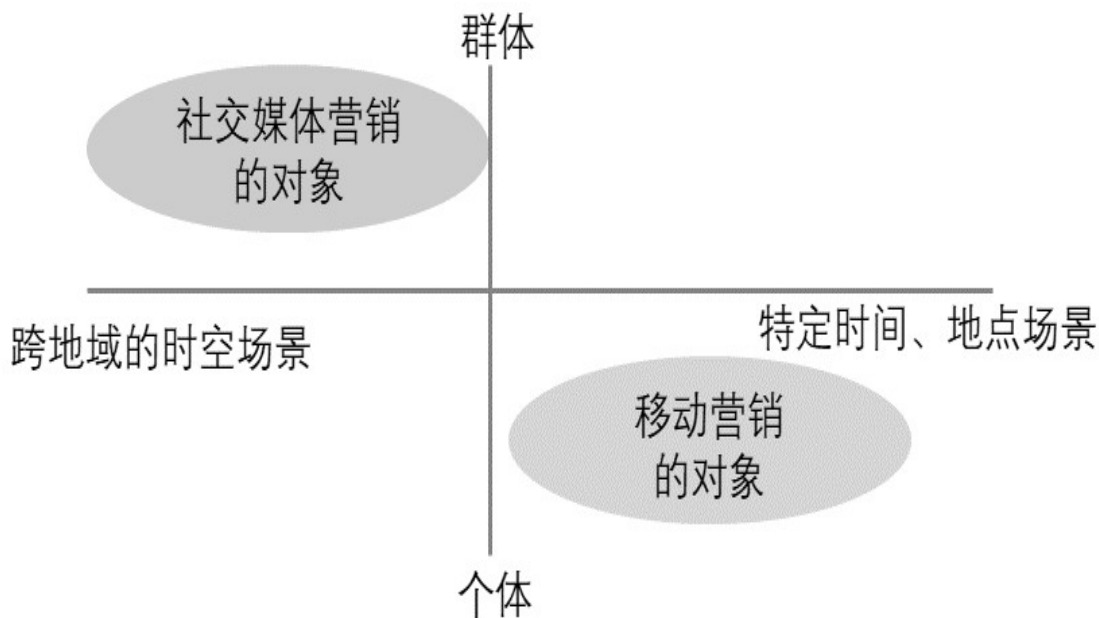 群体
社交媒体营销
的对象
跨地域的时空场景
特定时间、地点场景
移动营销
的对象
个体